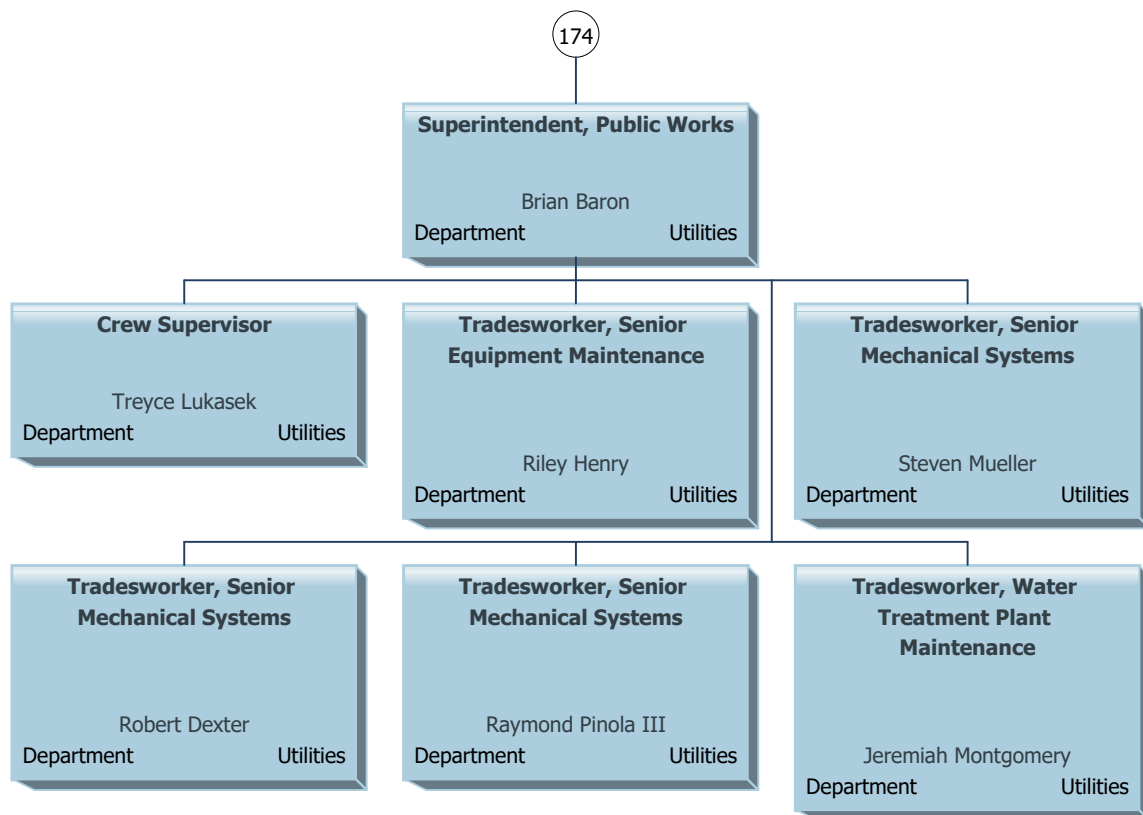 174
Superintendent, Public Works
Brian Baron
Department Utilities
Crew Supervisor
Treyce Lukasek
Department Utilities
Tradesworker, Senior
Equipment Maintenance
Riley Henry
Department Utilities
Tradesworker, Senior
Mechanical Systems
Steven Mueller
Department Utilities
Tradesworker, Senior
Mechanical Systems
Robert Dexter
Department Utilities
Tradesworker, Senior
Mechanical Systems
Raymond Pinola III
Department Utilities
Tradesworker, Water
Treatment Plant
Maintenance
Jeremiah Montgomery
Department Utilities